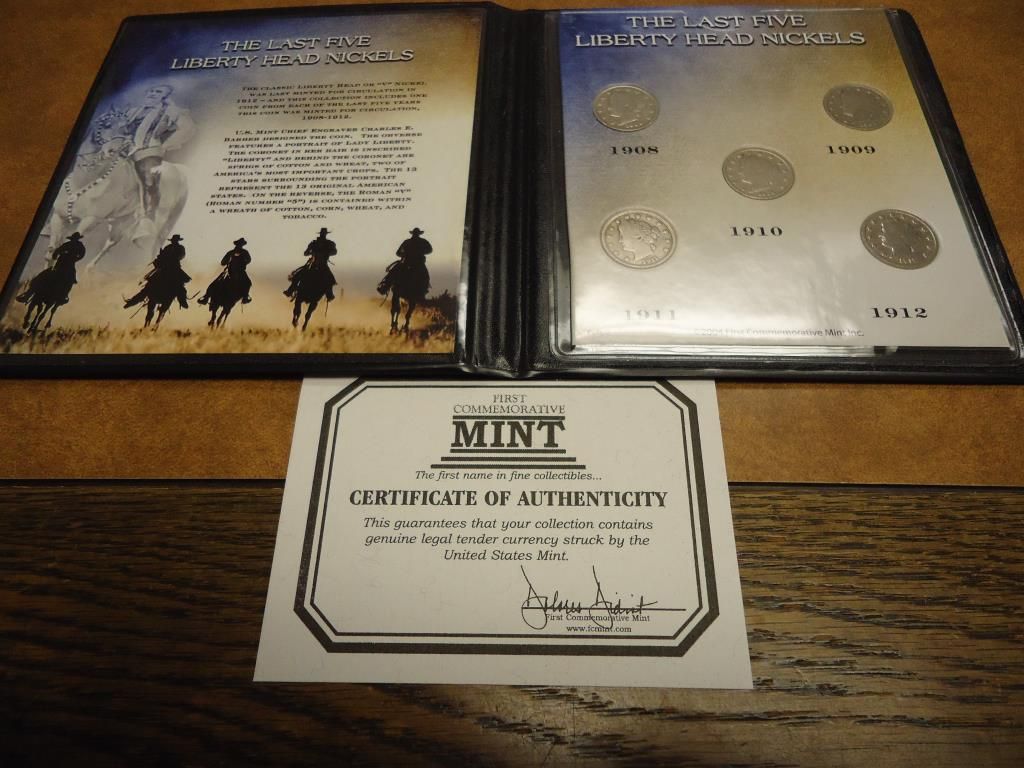 THE LAST FIVE
LIBERTY HEAD NICKELS
THE CLASSIC LIBERTY HEAD OR "V" NICKEL
WAS LAST MINTED FOR CIRCULATION IN
1912 – AND THIS COLLECTION INCLUDES ONE
COIN FROM EACH OF THE LAST FIVE YEARS
THIS COIN WAS MINTED FOR CIRCULATION,
1908-1912.
U.S. MINT CHIEF ENGRAVER CHARLES E.
BARBER DESIGNED THE COIN. THE OBVERSE
FEATURES A PORTRAIT OF LADY LIBERTY.
THE CORONET IN HER HAIR IS INSCRIBED
"LIBERTY" AND BEHIND THE CORONET ARE
SPRIGS OF COTTON AND WHEAT, TWO OF
AMERICA'S MOST IMPORTANT CROPS. THE 13
STARS SURROUNDING THE PORTRAIT
REPRESENT THE 13 ORIGINAL AMERICAN
STATES. ON THE REVERSE, THE ROMAN "V"
(ROMAN NUMBER "5") IS CONTAINED WITHIN
A WREATH OF COTTON, CORN, WHEAT, AND
TOBACCO.
THE LAST FIVE
LIBERTY HEAD NICKELS
1908
1909
1910
1911
1912
©2004 First Commemorative Mint Inc.
FIRST
COMMEMORATIVE
MINT
The first name in fine collectibles...
CERTIFICATE OF AUTHENTICITY
This guarantees that your collection contains
genuine legal tender currency struck by the
United States Mint.
First Commemorative Mint
www.fcmint.com